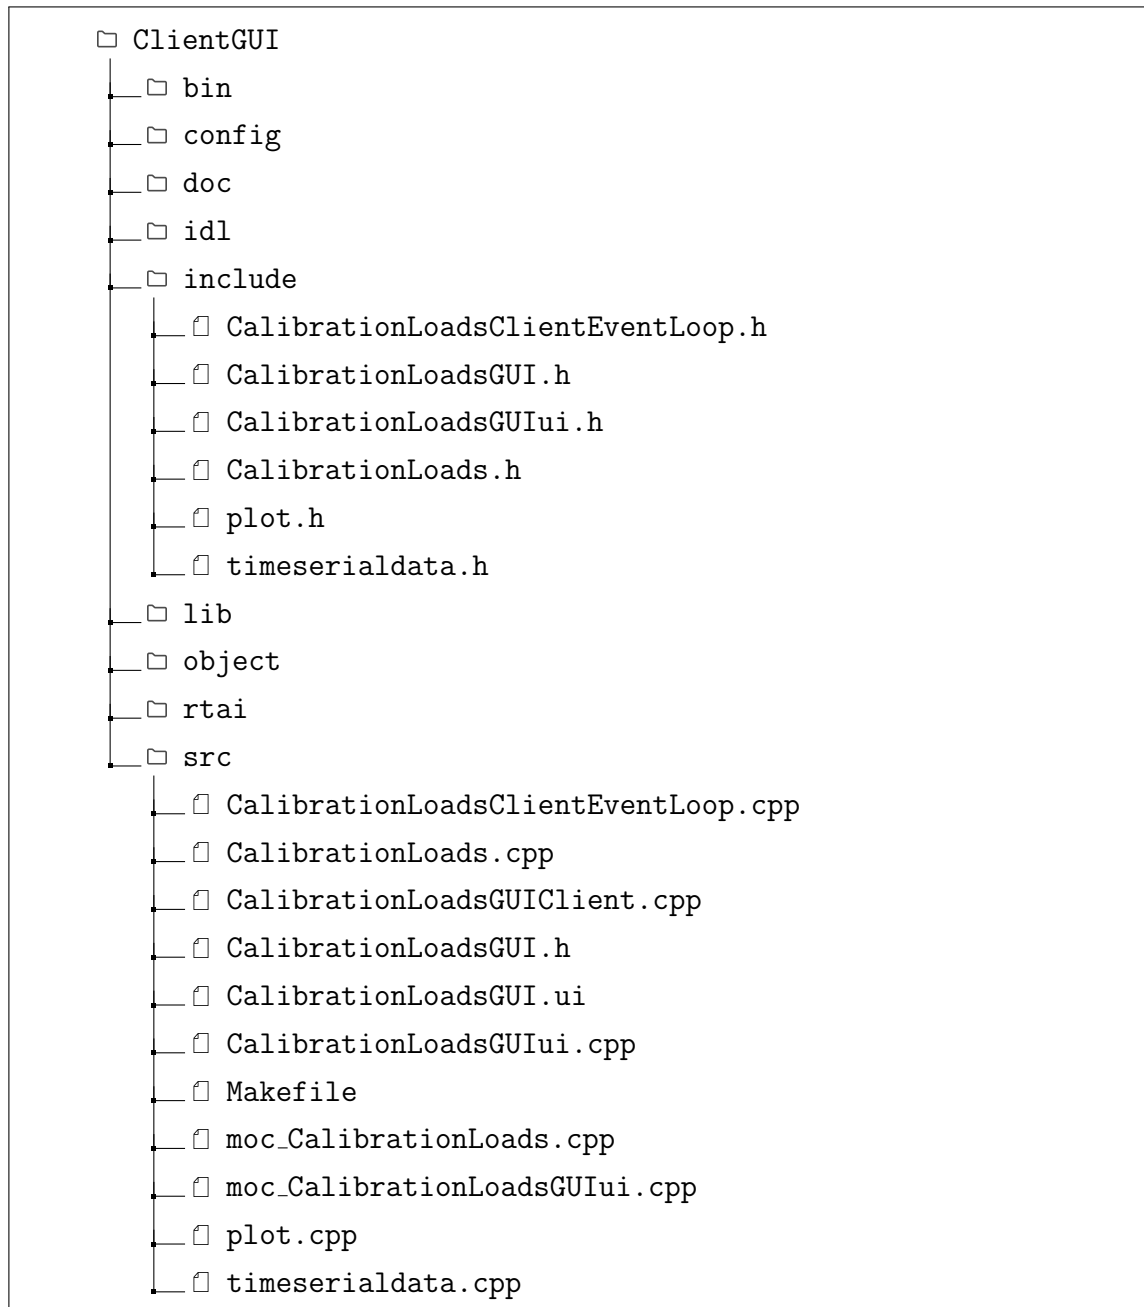 ClientGUI
bin
config
doc
idl
include
CalibrationLoadsClientEventLoop.h
CalibrationLoadsGUI.h
CalibrationLoadsGUIui.h
CalibrationLoads.h
plot.h
timeserialdata.h
lib
object
rtai
src
CalibrationLoadsClientEventLoop.cpp
CalibrationLoads.cpp
CalibrationLoadsGUIClient.cpp
CalibrationLoadsGUI.h
CalibrationLoadsGUI.ui
CalibrationLoadsGUIui.cpp
Makefile
moc_CalibrationLoads.cpp
moc_CalibrationLoadsGUIui.cpp
plot.cpp
timeserialdata.cpp